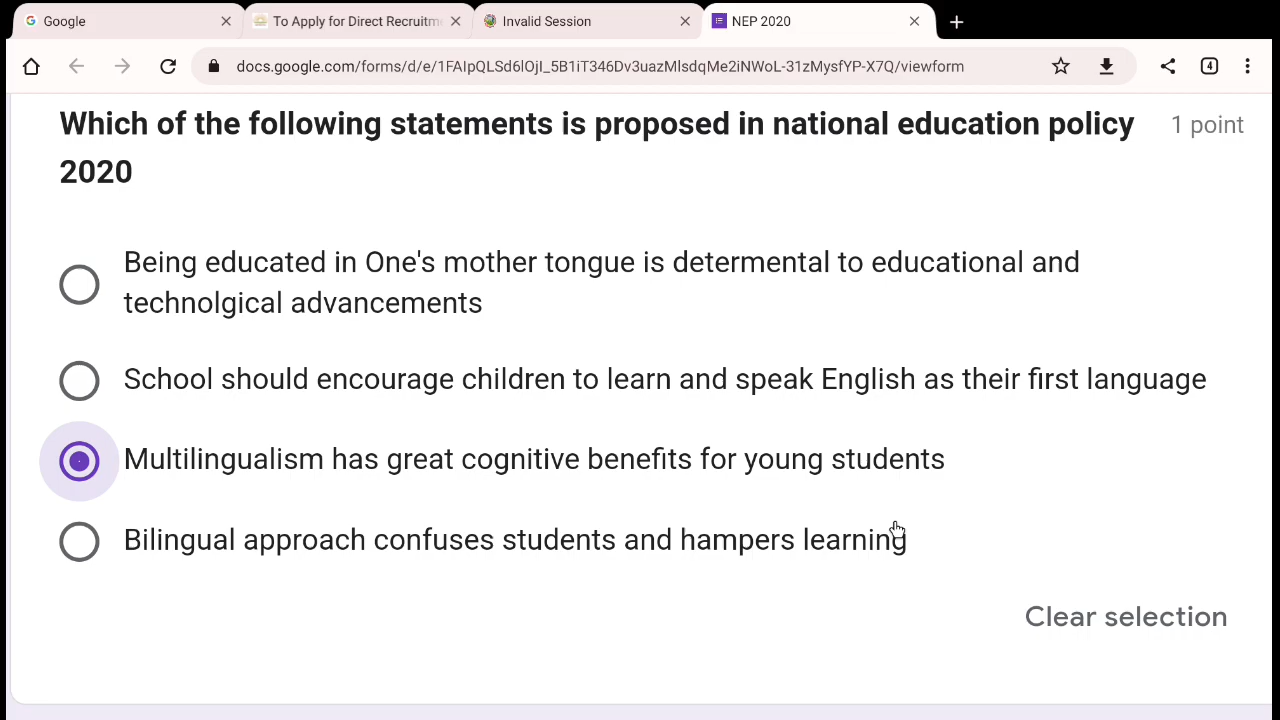 Google
To Apply for Direct Recruitm
Invalid Session
NEP 2020
docs.google.com/forms/d/e/1FAIpQLSd6lOjI_5B1iT346Dv3uazMlsdqMe2iNWoL-31zMysfYP-X7Q/viewform
4
Which of the following statements is proposed in national education policy
2020
1 point
Being educated in One's mother tongue is determental to educational and
technolgical advancements
School should encourage children to learn and speak English as their first language
Multilingualism has great cognitive benefits for young students
Bilingual approach confuses students and hampers learning
Clear selection